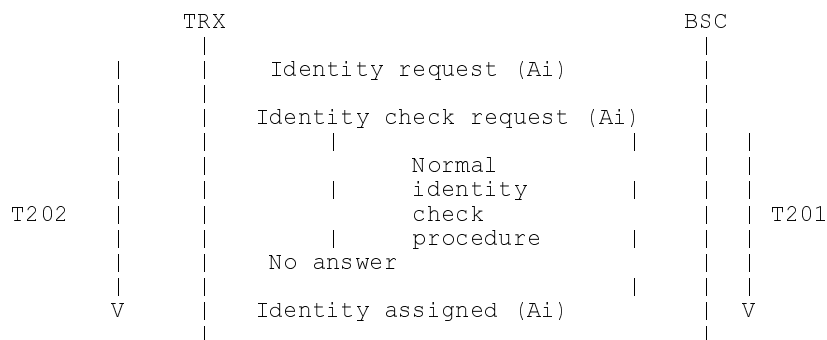 TRX BSC
Identity request (Ai)
Identity check request (Ai)
Normal
identity
T202 check T201
procedure
No answer
V Identity assigned (Ai) V